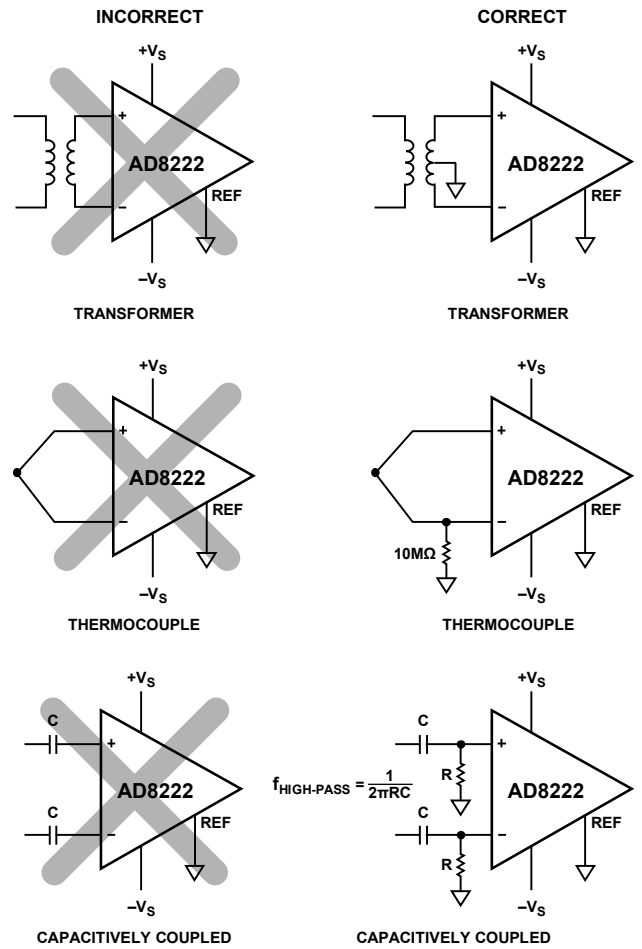 INCORRECT
CORRECT
+VS
+
AD8222
−
REF
−VS
TRANSFORMER
+VS
+
AD8222
−
REF
−VS
TRANSFORMER
+VS
+
AD8222
−
REF
−VS
THERMOCOUPLE
+VS
+
AD8222
−
REF
10MΩ
−VS
THERMOCOUPLE
+VS
C
+
AD8222
C
−
REF
−VS
CAPACITIVELY COUPLED
fHIGH-PASS = 1/2πRC
+VS
C
+
R
AD8222
C
−
REF
R
−VS
CAPACITIVELY COUPLED